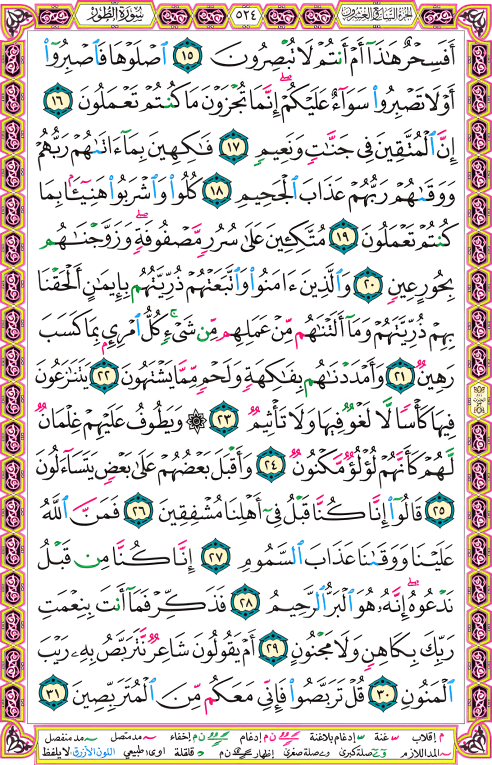 الجزء السابع والعشرون ٥٢٤ سورة الطور
أَفَسِحْرٌ هَٰذَآ أَمْ أَنتُمْ لَا تُبْصِرُونَ ١٥ ٱصْلَوْهَا فَٱصْبِرُوٓا۟
أَوْ لَا تَصْبِرُوا۟ سَوَآءٌ عَلَيْكُمْ ۖ إِنَّمَا تُجْزَوْنَ مَا كُنتُمْ تَعْمَلُونَ ١٦
إِنَّ ٱلْمُتَّقِينَ فِى جَنَّٰتٍ وَنَعِيمٍ ١٧ فَٰكِهِينَ بِمَآ ءَاتَىٰهُمْ رَبُّهُمْ
وَوَقَىٰهُمْ رَبُّهُمْ عَذَابَ ٱلْجَحِيمِ ١٨ كُلُوا۟ وَٱشْرَبُوا۟ هَنِيٓـًٔۢا بِمَا
كُنتُمْ تَعْمَلُونَ ١٩ مُتَّكِـِٔينَ عَلَىٰ سُرُرٍ مَّصْفُوفَةٍ ۖ وَزَوَّجْنَٰهُم
بِحُورٍ عِينٍ ٢٠ وَٱلَّذِينَ ءَامَنُوا۟ وَٱتَّبَعَتْهُمْ ذُرِّيَّتُهُم بِإِيمَٰنٍ أَلْحَقْنَا
بِهِمْ ذُرِّيَّتَهُمْ وَمَآ أَلَتْنَٰهُم مِّنْ عَمَلِهِم مِّن شَىْءٍ ۚ كُلُّ ٱمْرِئٍۭ بِمَا كَسَبَ
رَهِينٌ ٢١ وَأَمْدَدْنَٰهُم بِفَٰكِهَةٍ وَلَحْمٍ مِّمَّا يَشْتَهُونَ ٢٢ يَتَنَٰزَعُونَ
فِيهَا كَأْسًا لَّا لَغْوٌ فِيهَا وَلَا تَأْثِيمٌ ٢٣ ۞ وَيَطُوفُ عَلَيْهِمْ غِلْمَانٌ
لَّهُمْ كَأَنَّهُمْ لُؤْلُؤٌ مَّكْنُونٌ ٢٤ وَأَقْبَلَ بَعْضُهُمْ عَلَىٰ بَعْضٍ يَتَسَآءَلُونَ
٢٥ قَالُوٓا۟ إِنَّا كُنَّا قَبْلُ فِىٓ أَهْلِنَا مُشْفِقِينَ ٢٦ فَمَنَّ ٱللَّهُ
عَلَيْنَا وَوَقَىٰنَا عَذَابَ ٱلسَّمُومِ ٢٧ إِنَّا كُنَّا مِن قَبْلُ
نَدْعُوهُ ۖ إِنَّهُۥ هُوَ ٱلْبَرُّ ٱلرَّحِيمُ ٢٨ فَذَكِّرْ فَمَآ أَنتَ بِنِعْمَتِ
رَبِّكَ بِكَاهِنٍ وَلَا مَجْنُونٍ ٢٩ أَمْ يَقُولُونَ شَاعِرٌ نَّتَرَبَّصُ بِهِۦ رَيْبَ
ٱلْمَنُونِ ٣٠ قُلْ تَرَبَّصُوا۟ فَإِنِّى مَعَكُم مِّنَ ٱلْمُتَرَبِّصِينَ ٣١
م إقلاب غنة إدغام بلاغنة ن م إدغام ن م إخفاء مد متصل مد منفصل
المد اللازم صلة كبرى صلة صغرى إظهار قلقلة اوى طبيعي اللون الأزرق لا يلفظ